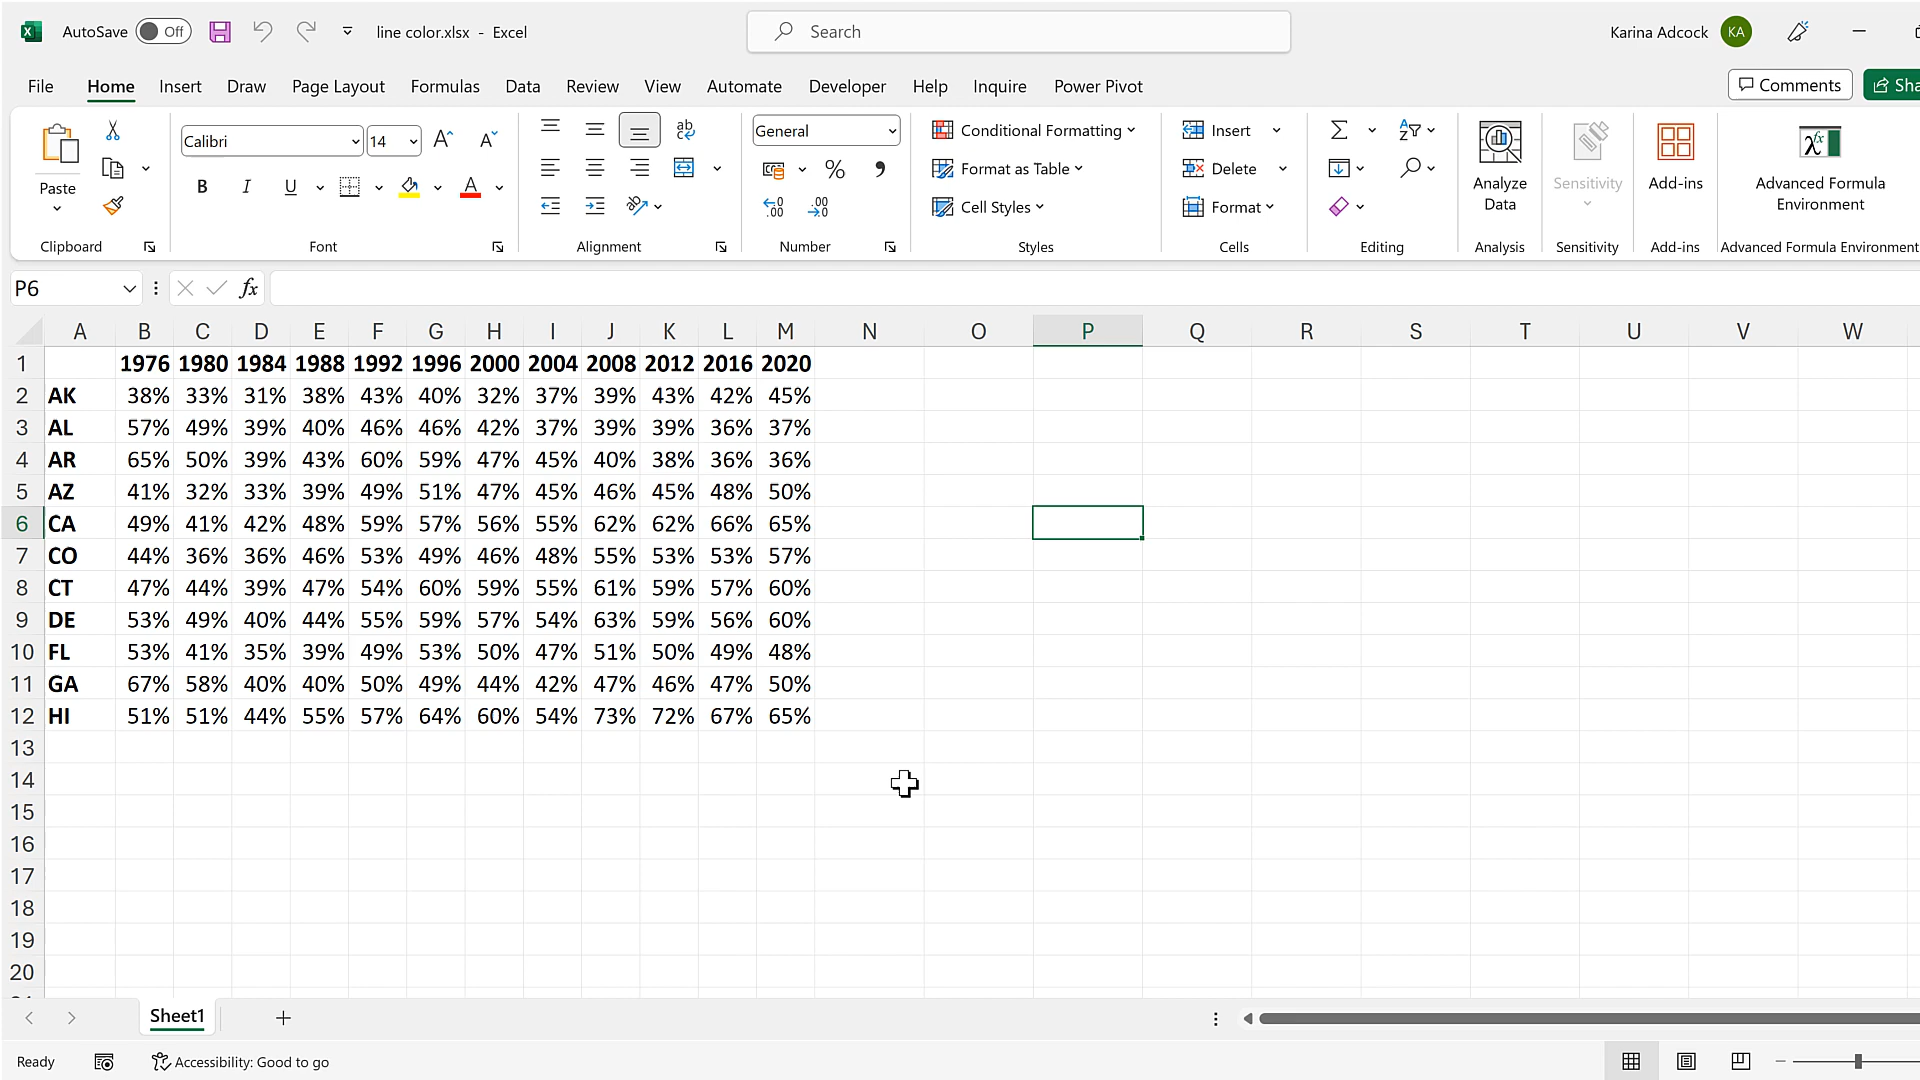 AutoSave Off line color.xlsx - Excel Search Karina Adcock KA
File Home Insert Draw Page Layout Formulas Data Review View Automate Developer Help Inquire Power Pivot Comments Sha
Calibri 14 General Conditional Formatting Insert
Format as Table Delete
Paste Cell Styles Format
B I U
Analyze Data Sensitivity Add-ins Advanced Formula Environment
Clipboard Font Alignment Number Styles Cells Editing Analysis Sensitivity Add-ins Advanced Formula Environment
P6 fx
A B C D E F G H I J K L M N O P Q R S T U V W
1 1976 1980 1984 1988 1992 1996 2000 2004 2008 2012 2016 2020
2 AK 38% 33% 31% 38% 43% 40% 32% 37% 39% 43% 42% 45%
3 AL 57% 49% 39% 40% 46% 46% 42% 37% 39% 39% 36% 37%
4 AR 65% 50% 39% 43% 60% 59% 47% 45% 40% 38% 36% 36%
5 AZ 41% 32% 33% 39% 49% 51% 47% 45% 46% 45% 48% 50%
6 CA 49% 41% 42% 48% 59% 57% 56% 55% 62% 62% 66% 65%
7 CO 44% 36% 36% 46% 53% 49% 46% 48% 55% 53% 53% 57%
8 CT 47% 44% 39% 47% 54% 60% 59% 55% 61% 59% 57% 60%
9 DE 53% 49% 40% 44% 55% 59% 57% 54% 63% 59% 56% 60%
10 FL 53% 41% 35% 39% 49% 53% 50% 47% 51% 50% 49% 48%
11 GA 67% 58% 40% 40% 50% 49% 44% 42% 47% 46% 47% 50%
12 HI 51% 51% 44% 55% 57% 64% 60% 54% 73% 72% 67% 65%
13
14
15
16
17
18
19
20
Sheet1
Ready Accessibility: Good to go